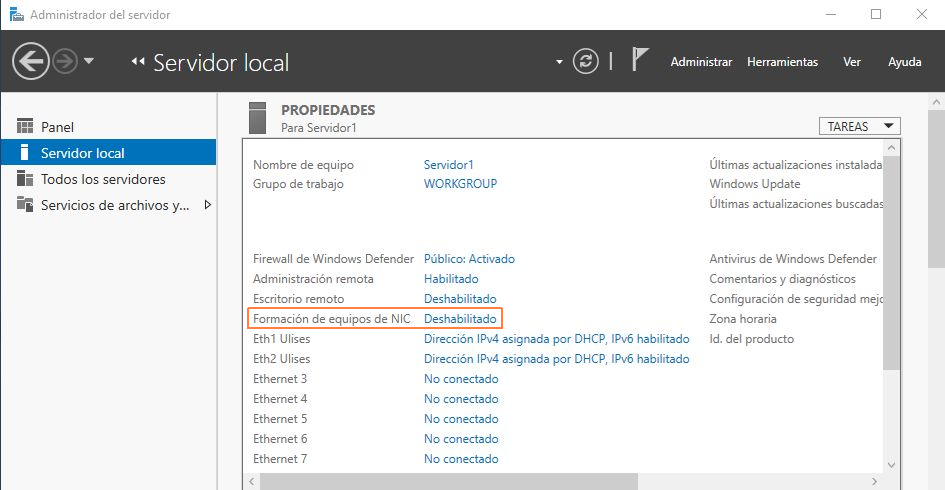 Administrador del servidor
Servidor local
Administrar Herramientas Ver Ayuda
Panel
Servidor local
Todos los servidores
Servicios de archivos y...
PROPIEDADES
Para Servidor1
TAREAS
Nombre de equipo Servidor1 Últimas actualizaciones instalada
Grupo de trabajo WORKGROUP Windows Update
Últimas actualizaciones buscadas
Firewall de Windows Defender Público: Activado Antivirus de Windows Defender
Administración remota Habilitado Comentarios y diagnósticos
Escritorio remoto Deshabilitado Configuración de seguridad mejo
Formación de equipos de NIC Deshabilitado Zona horaria
Eth1 Ulises Dirección IPv4 asignada por DHCP, IPv6 habilitado Id. del producto
Eth2 Ulises Dirección IPv4 asignada por DHCP, IPv6 habilitado
Ethernet 3 No conectado
Ethernet 4 No conectado
Ethernet 5 No conectado
Ethernet 6 No conectado
Ethernet 7 No conectado